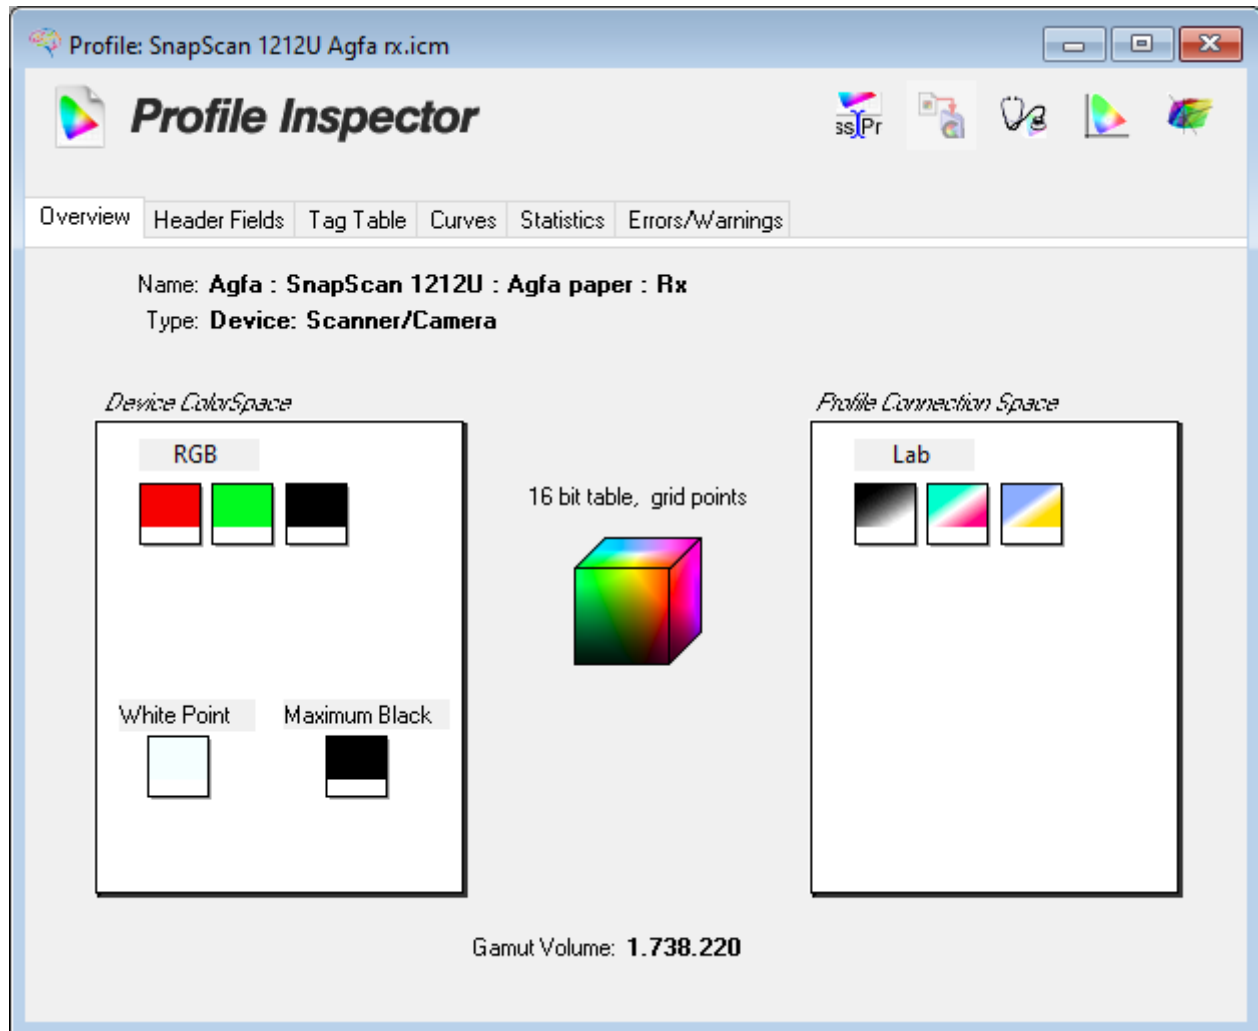 Profile: SnapScan 1212U Agfa rx.icm
Profile Inspector
ss Pr
Overview Header Fields Tag Table Curves Statistics Errors/Warnings
Name: Agfa : SnapScan 1212U : Agfa paper : Rx
Type: Device: Scanner/Camera
Device ColorSpace
Profile Connection Space
RGB
Lab
16 bit table, grid points
White Point
Maximum Black
Gamut Volume: 1.738.220